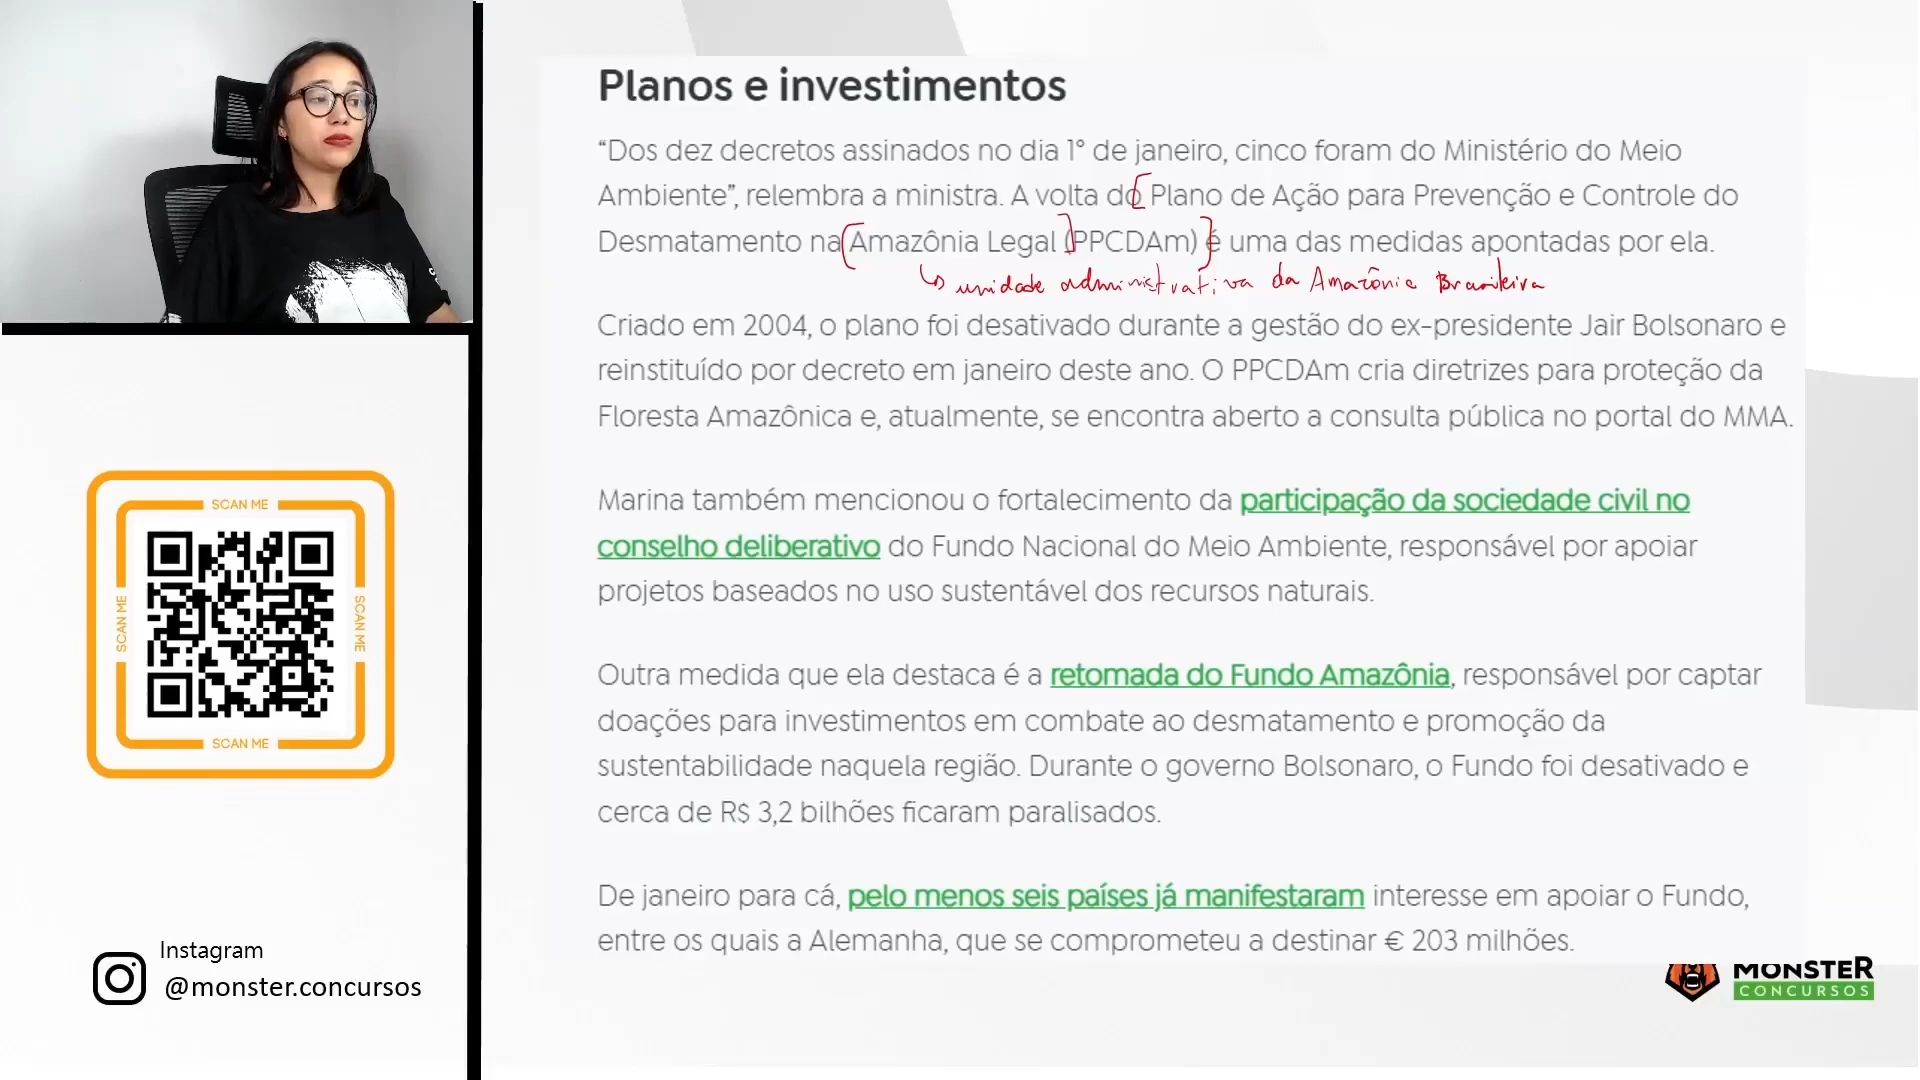 Planos e investimentos
“Dos dez decretos assinados no dia 1° de janeiro, cinco foram do Ministério do Meio
Ambiente”, relembra a ministra. A volta do Plano de Ação para Prevenção e Controle do
Desmatamento na Amazônia Legal (PPCDAm) é uma das medidas apontadas por ela.
↳ unidade administrativa da Amazônia Brasileira
Criado em 2004, o plano foi desativado durante a gestão do ex-presidente Jair Bolsonaro e
reinstituído por decreto em janeiro deste ano. O PPCDAm cria diretrizes para proteção da
Floresta Amazônica e, atualmente, se encontra aberto a consulta pública no portal do MMA.
Marina também mencionou o fortalecimento da participação da sociedade civil no
conselho deliberativo do Fundo Nacional do Meio Ambiente, responsável por apoiar
projetos baseados no uso sustentável dos recursos naturais.
Outra medida que ela destaca é a retomada do Fundo Amazônia, responsável por captar
doações para investimentos em combate ao desmatamento e promoção da
sustentabilidade naquela região. Durante o governo Bolsonaro, o Fundo foi desativado e
cerca de R$ 3,2 bilhões ficaram paralisados.
De janeiro para cá, pelo menos seis países já manifestaram interesse em apoiar o Fundo,
entre os quais a Alemanha, que se comprometeu a destinar € 203 milhões.
SCAN ME
SCAN ME
SCAN ME
SCAN ME
Instagram
@monster.concursos
MONSTER
CONCURSOS